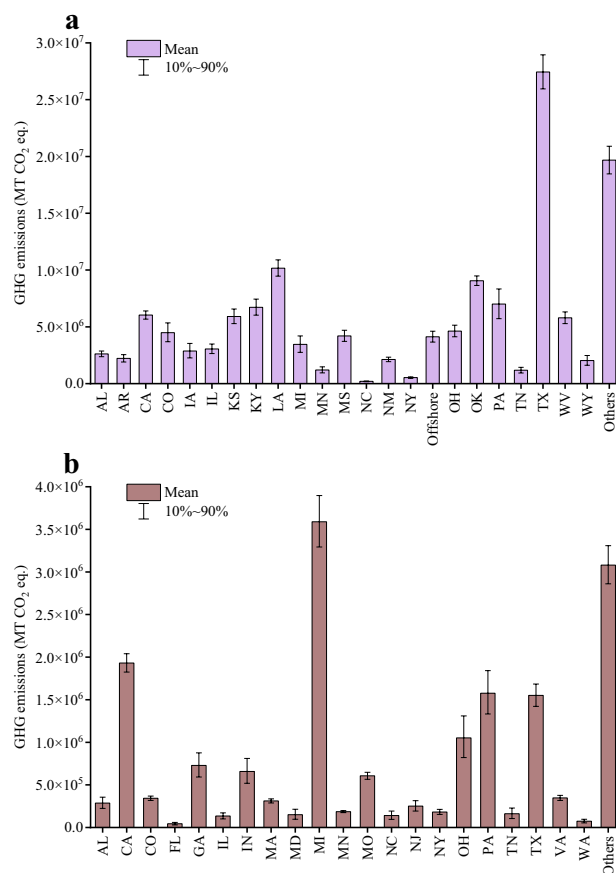 a
3.0×10⁷
2.5×10⁷
2.0×10⁷
1.5×10⁷
1.0×10⁷
5.0×10⁶
0.0
GHG emissions (MT CO₂ eq.)
Mean
10%~90%
AL AR CA CO IA IL KS KY LA MI MN MS NC NM NY Offshore OH OK PA TN TX WV WY Others
b
4.0×10⁶
3.5×10⁶
3.0×10⁶
2.5×10⁶
2.0×10⁶
1.5×10⁶
1.0×10⁶
5.0×10⁵
0.0
GHG emissions (MT CO₂ eq.)
Mean
10%~90%
AL CA CO FL GA IL IN MA MD MI MN MO NC NJ NY OH PA TN TX VA WA Others